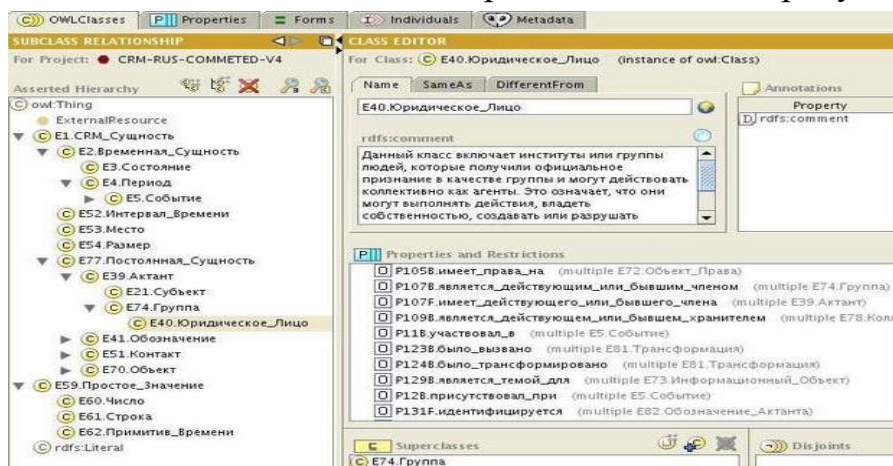 OWLClasses Properties Forms Individuals Metadata
SUBCLASS RELATIONSHIP
For Project: CRM-RUS-COMMETED-V4
Asserted Hierarchy
owl:Thing
ExternalResource
E1.CRM_Сущность
E2.Временная_Сущность
E3.Состояние
E4.Период
E5.Событие
E52.Интервал_Времени
E53.Место
E54.Размер
E77.Постоянная_Сущность
E39.Актант
E21.Субъект
E74.Группа
E40.Юридическое_Лицо
E41.Обозначение
E51.Контакт
E70.Объект
E59.Простое_Значение
E60.Число
E61.Строка
E62.Примитив_Времени
rdfs:Literal
CLASS EDITOR
For Class: E40.Юридическое_Лицо (instance of owl:Class)
Name SameAs DifferentFrom
E40.Юридическое_Лицо
rdfs:comment
Данный класс включает институты или группы
людей, которые получили официальное
признание в качестве группы и могут действовать
коллективно как агенты. Это означает, что они
могут выполнять действия, владеть
собственностью, создавать или разрушать
Annotations
Property
rdfs:comment
Properties and Restrictions
P105B.имеет_права_на (multiple E72.Объект_Права)
P107B.является_действующим_или_бывшим_членом (multiple E74.Группа)
P107F.имеет_действующего_или_бывшего_члена (multiple E39.Актант)
P109B.является_действующем_или_бывшем_хранителем (multiple E78.Кол
P11B.участвовал_в (multiple E5.Событие)
P123B.было_вызвано (multiple E81.Трансформация)
P124B.было_трансформировано (multiple E81.Трансформация)
P129B.является_темой_для (multiple E73.Информационный_Объект)
P12B.присутствовал_при (multiple E5.Событие)
P131F.идентифицируется (multiple E82.Обозначение_Актанта)
Superclasses
E74.Группа
Disjoints